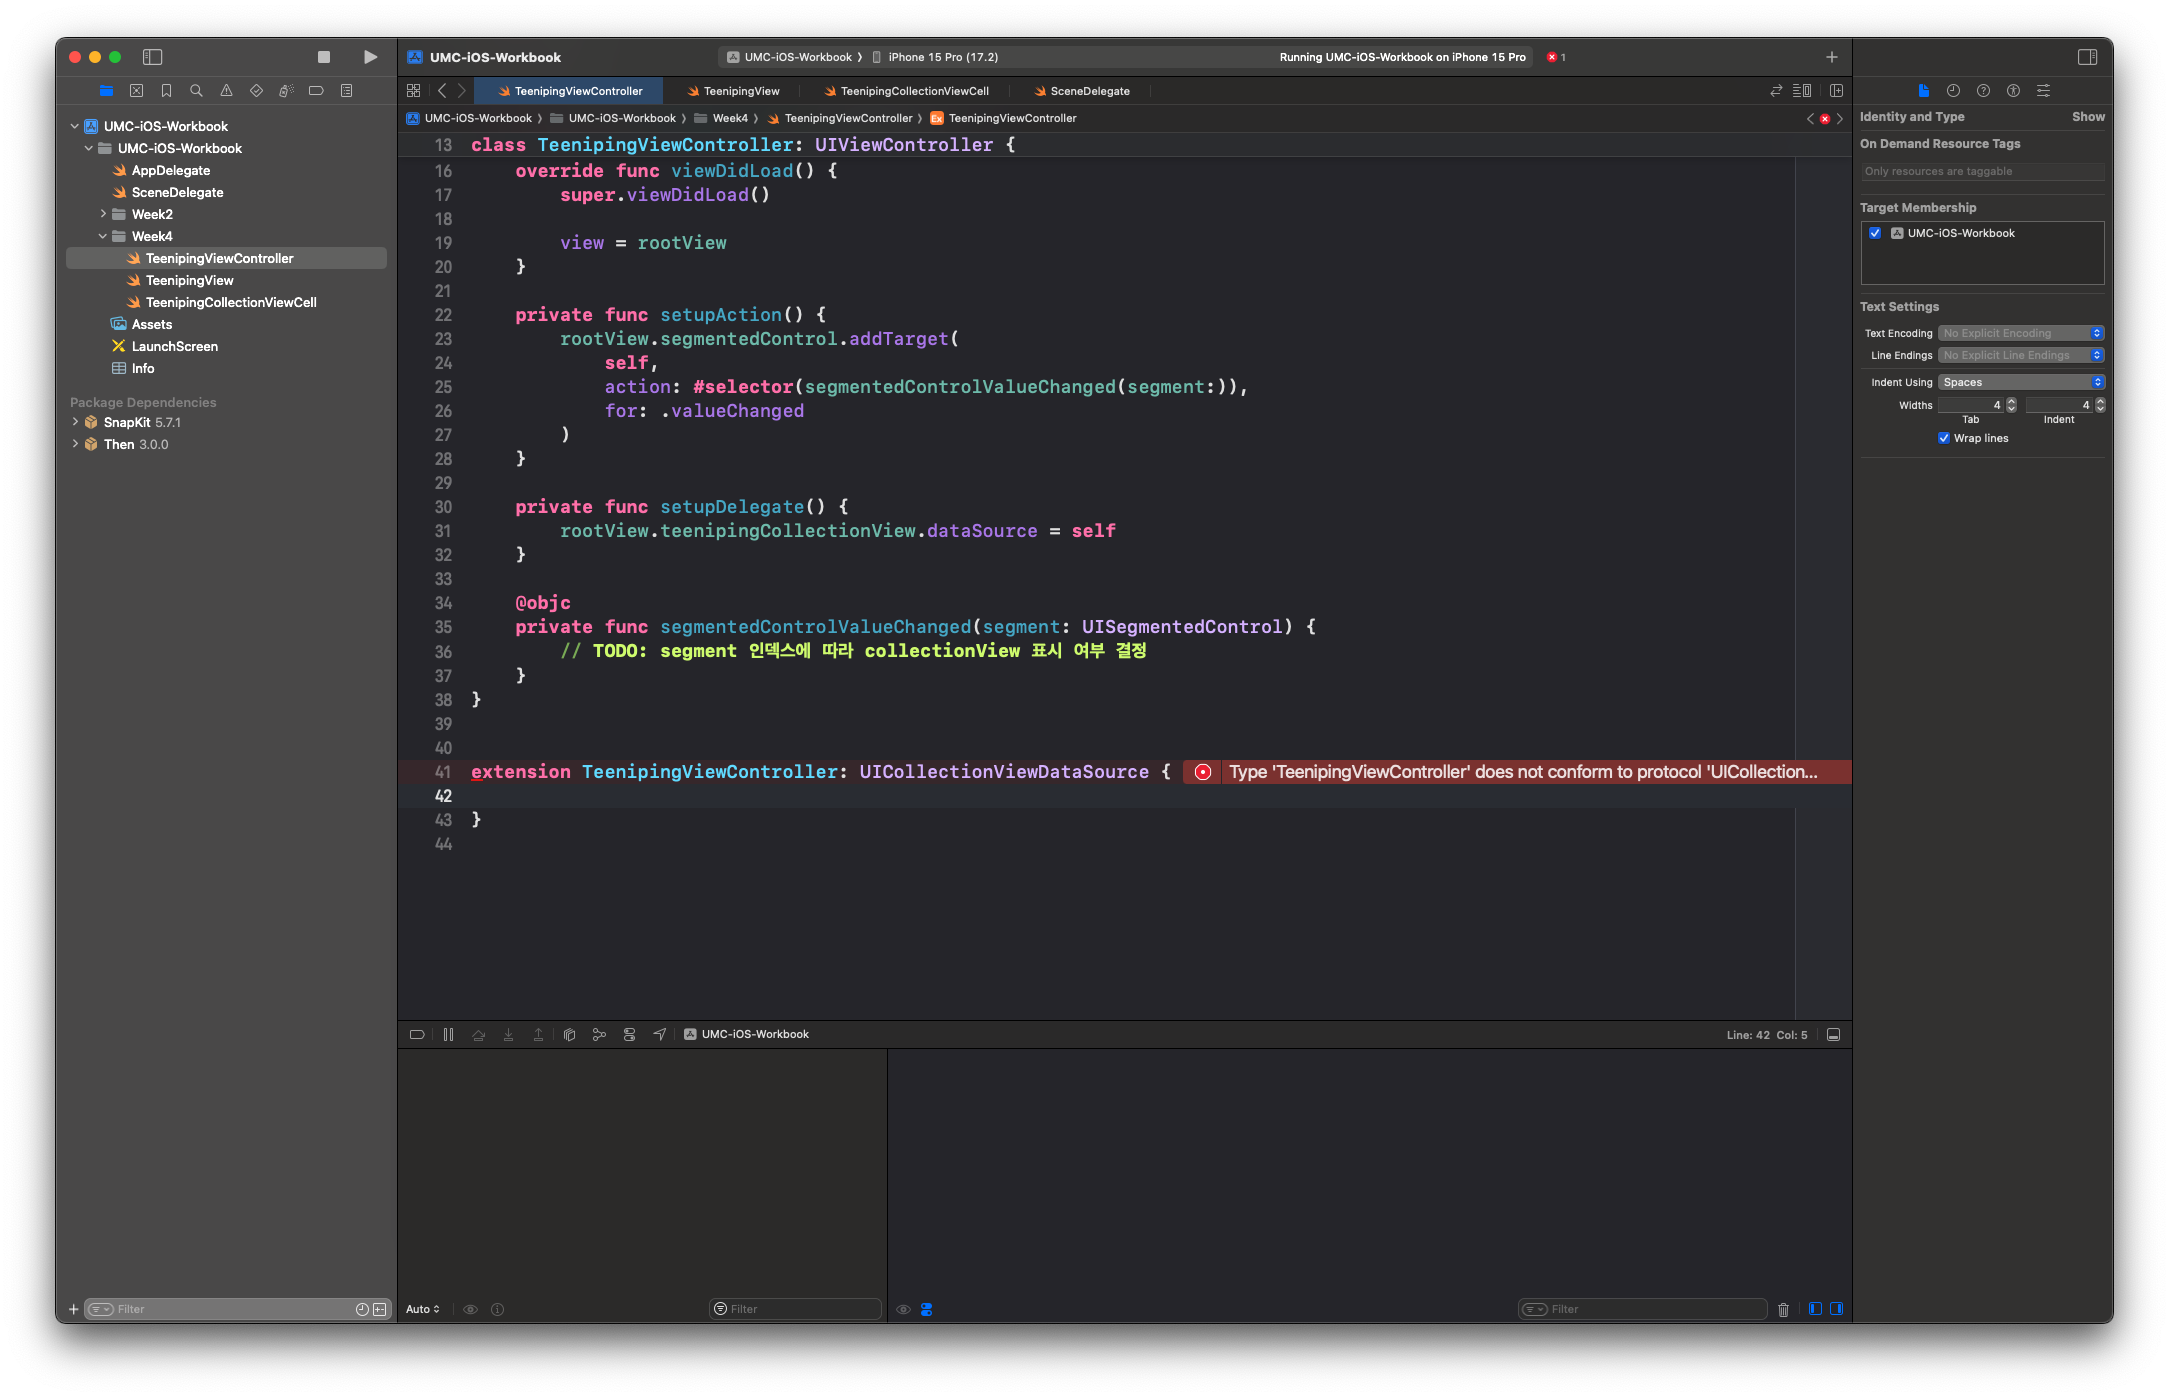 UMC-iOS-Workbook
UMC-iOS-Workbook
AppDelegate
SceneDelegate
Week2
Week4
TeenipingViewController
TeenipingView
TeenipingCollectionViewCell
Assets
LaunchScreen
Info
Package Dependencies
SnapKit 5.7.1
Then 3.0.0
Filter
UMC-iOS-Workbook
UMC-iOS-Workbook
iPhone 15 Pro (17.2)
Running UMC-iOS-Workbook on iPhone 15 Pro
1
TeenipingViewController
TeenipingView
TeenipingCollectionViewCell
SceneDelegate
UMC-iOS-Workbook
UMC-iOS-Workbook
Week4
TeenipingViewController
Ex TeenipingViewController
13 class TeenipingViewController: UIViewController {
16 override func viewDidLoad() {
17 super.viewDidLoad()
18
19 view = rootView
20 }
21
22 private func setupAction() {
23 rootView.segmentedControl.addTarget(
24 self,
25 action: #selector(segmentedControlValueChanged(segment:)),
26 for: .valueChanged
27 )
28 }
29
30 private func setupDelegate() {
31 rootView.teenipingCollectionView.dataSource = self
32 }
33
34 @objc
35 private func segmentedControlValueChanged(segment: UISegmentedControl) {
36 // TODO: segment 인덱스에 따라 collectionView 표시 여부 결정
37 }
38 }
39
40
41 extension TeenipingViewController: UICollectionViewDataSource { Type 'TeenipingViewController' does not conform to protocol 'UICollection...
42
43 }
44
UMC-iOS-Workbook
Line: 42 Col: 5
Auto
Filter
Filter
Identity and Type
Show
On Demand Resource Tags
Only resources are taggable
Target Membership
UMC-iOS-Workbook
Text Settings
Text Encoding No Explicit Encoding
Line Endings No Explicit Line Endings
Indent Using Spaces
Widths 4 4
Tab Indent
Wrap lines